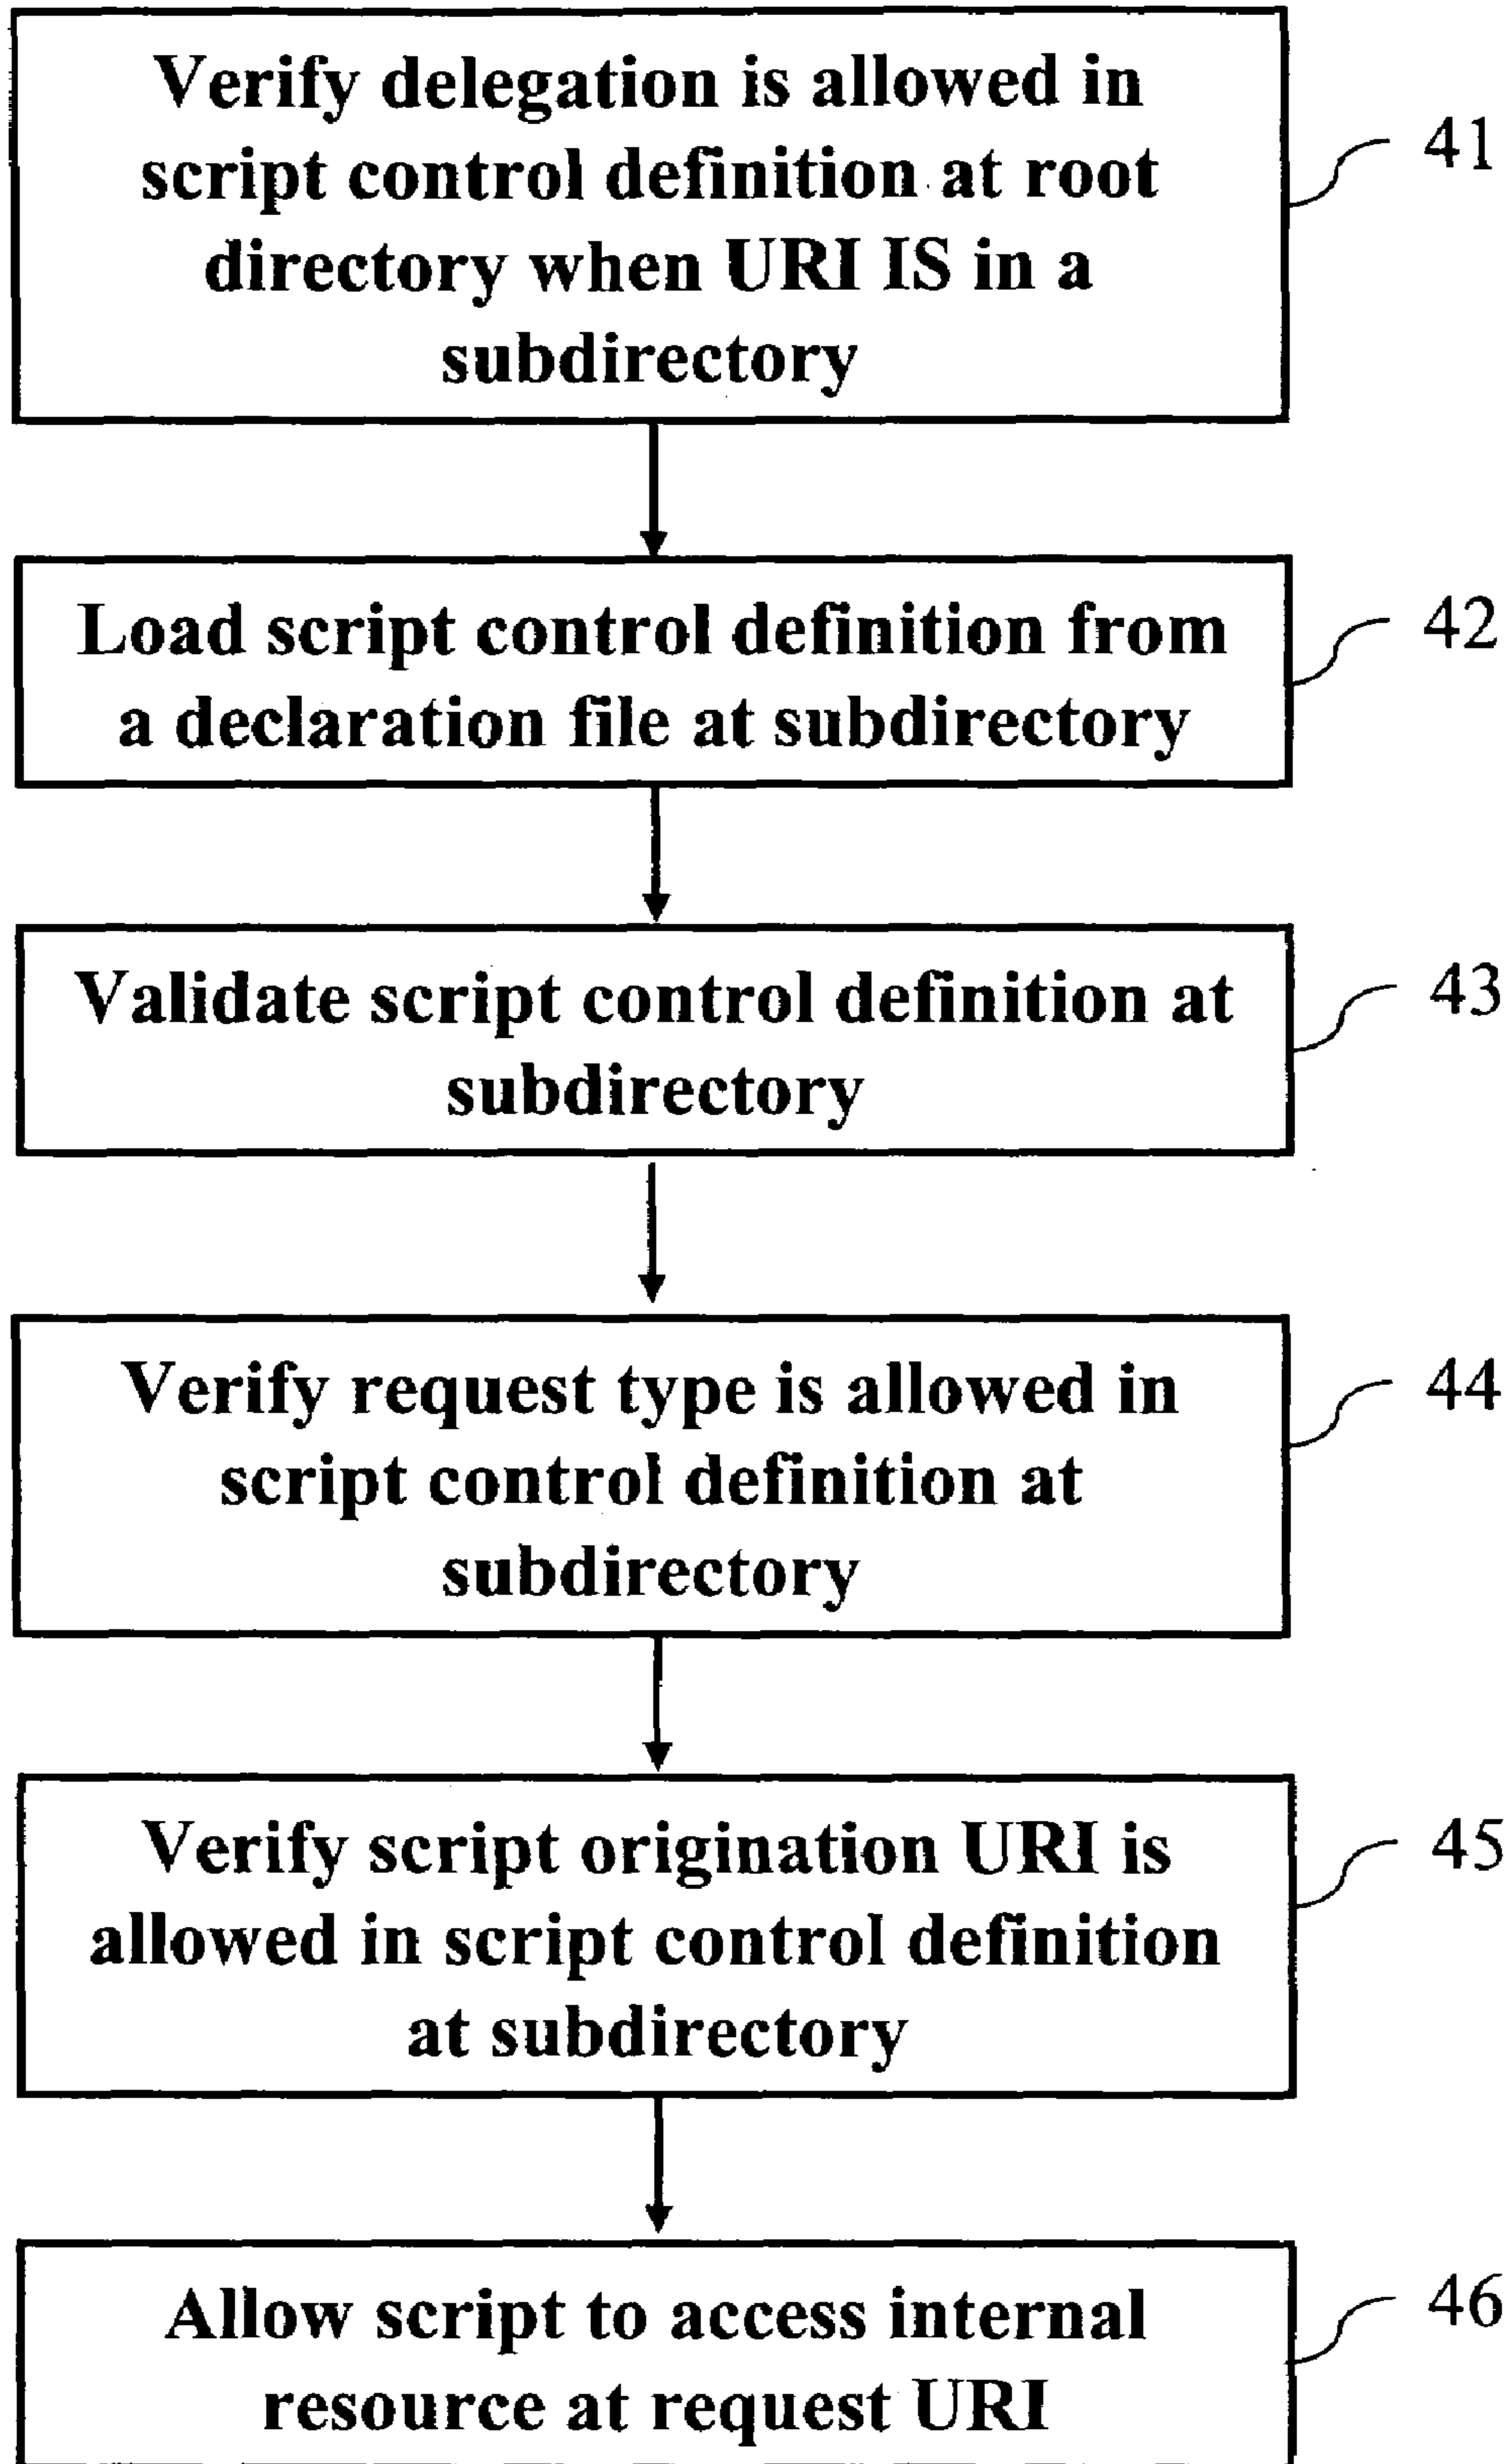 Verify delegation is allowed in
script control definition at root
directory when URI IS in a
subdirectory
41
Load script control definition from
a declaration file at subdirectory
42
Validate script control definition at
subdirectory
43
Verify request type is allowed in
script control definition at
subdirectory
44
Verify script origination URI is
allowed in script control definition
at subdirectory
45
Allow script to access internal
resource at request URI
46